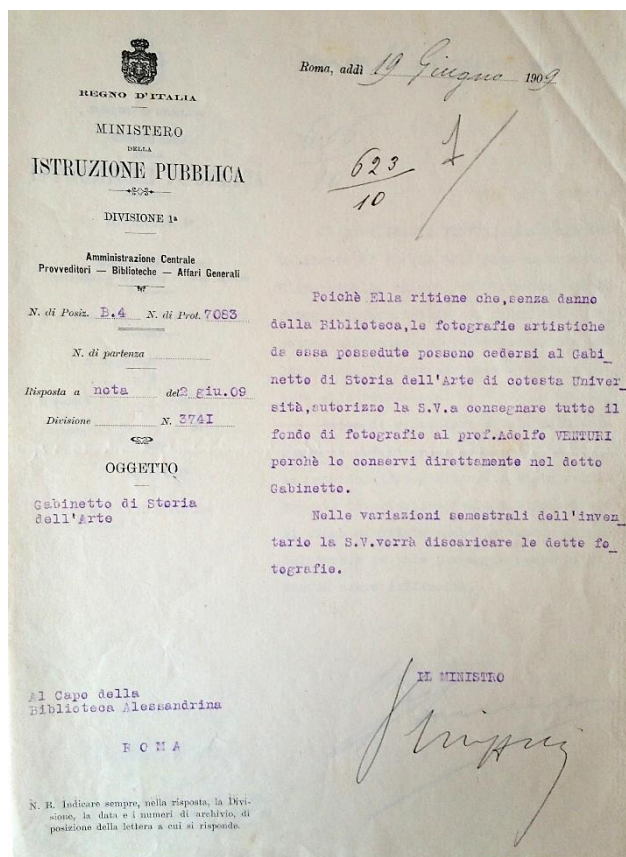 REGNO D'ITALIA
MINISTERO
DELLA
ISTRUZIONE PUBBLICA
DIVISIONE 1ª
Amministrazione Centrale
Provveditori — Biblioteche — Affari Generali
N. di Posiz. B.4 N. di Prot. 7083
N. di partenza
Risposta a nota del 2 giu.09
Divisione N. 374I
OGGETTO
Gabinetto di Storia
dell'Arte
Roma, addì 19 Giugno 1909
623
10
Poichè Ella ritiene che,senza danno
della Biblioteca,le fotografie artistiche
da essa possedute possono cedersi al Gabi_
netto di Storia dell'Arte di cotesta Univer_
sità,autorizzo la S.V.a consegnare tutto il
fondo di fotografie al prof.Adolfo VENTURI
perchè lo conservi direttamente nel detto
Gabinetto.
Nelle variazioni semestrali dell'inven_
tario la S.V.vorrà discaricare le dette fo_
tografie.
IL MINISTRO
Al Capo della
Biblioteca Alessandrina
ROMA
N. B. Indicare sempre, nella risposta, la Divi-
sione, la data e i numeri di archivio, di
posizione della lettera a cui si risponde.